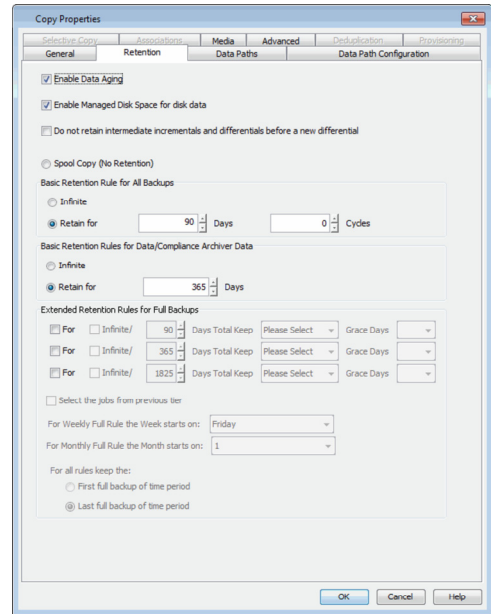 Copy Properties
Selective Copy Associations Media Advanced Deduplication Provisioning
General Retention Data Paths Data Path Configuration
Enable Data Aging
Enable Managed Disk Space for disk data
Do not retain intermediate incrementals and differentials before a new differential
Spool Copy (No Retention)
Basic Retention Rule for All Backups
Infinite
Retain for 90 Days 0 Cycles
Basic Retention Rules for Data/Compliance Archiver Data
Infinite
Retain for 365 Days
Extended Retention Rules for Full Backups
For Infinite/ 90 Days Total Keep Please Select Grace Days
For Infinite/ 365 Days Total Keep Please Select Grace Days
For Infinite/ 1825 Days Total Keep Please Select Grace Days
Select the jobs from previous tier
For Weekly Full Rule the Week starts on: Friday
For Monthly Full Rule the Month starts on: 1
For all rules keep the:
First full backup of time period
Last full backup of time period
OK Cancel Help